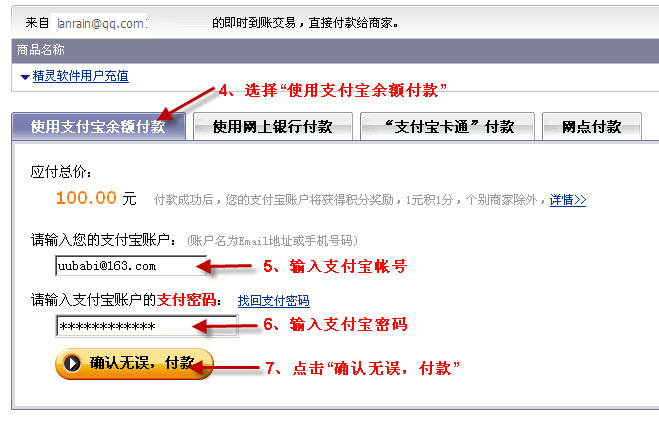 来自 lanrain@qq.com 的即时到账交易，直接付款给商家。
商品名称
精灵软件用户充值
4、选择“使用支付宝余额付款”
使用支付宝余额付款 使用网上银行付款 “支付宝卡通”付款 网点付款
应付总价：
100.00 元 付款成功后，您的支付宝账户将获得积分奖励，1元积1分，个别商家除外，详情>>
请输入您的支付宝账户： (账户名为Email地址或手机号码)
uubabi@163.com 5、输入支付宝帐号
请输入支付宝账户的支付密码： 找回支付密码
************ 6、输入支付宝密码
确认无误，付款 7、点击“确认无误，付款”